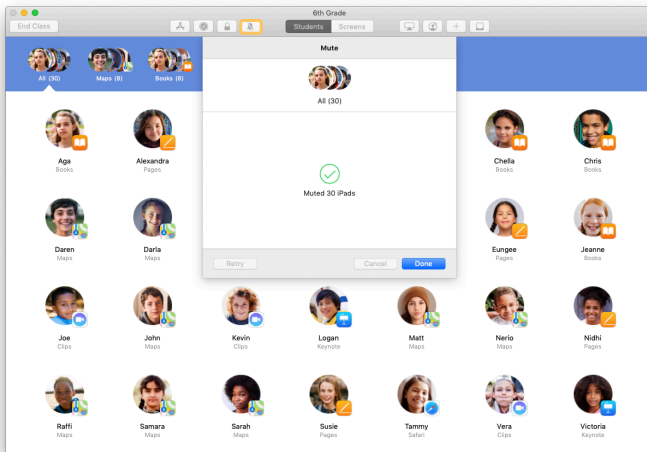 6th Grade
End Class
Students
Screens
Mute
All (30)
Maps (8)
Books (6)
All (30)
Muted 30 iPads
Retry
Cancel
Done
Aga
Books
Alexandra
Pages
Chella
Books
Chris
Books
Daren
Maps
Darla
Maps
Eungee
Pages
Jeanne
Books
Joe
Clips
John
Maps
Kevin
Clips
Logan
Keynote
Matt
Maps
Nerio
Maps
Nidhi
Pages
Raffi
Maps
Samara
Maps
Sarah
Maps
Susie
Pages
Tammy
Safari
Vera
Clips
Victoria
Keynote